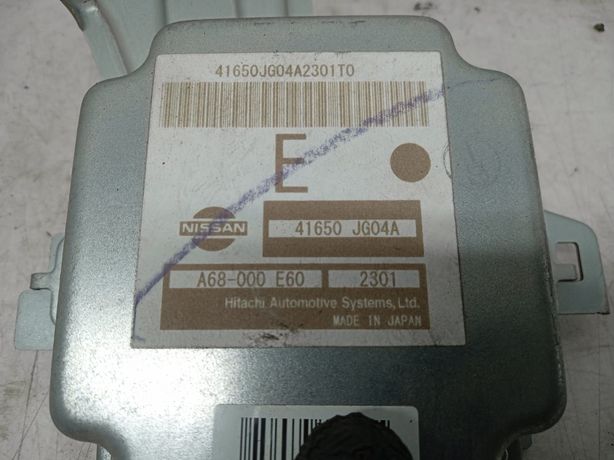 41650JG04A2301T0
E
NISSAN
41650 JG04A
A68-000 E60
2301
Hitachi Automotive Systems, Ltd.
MADE IN JAPAN